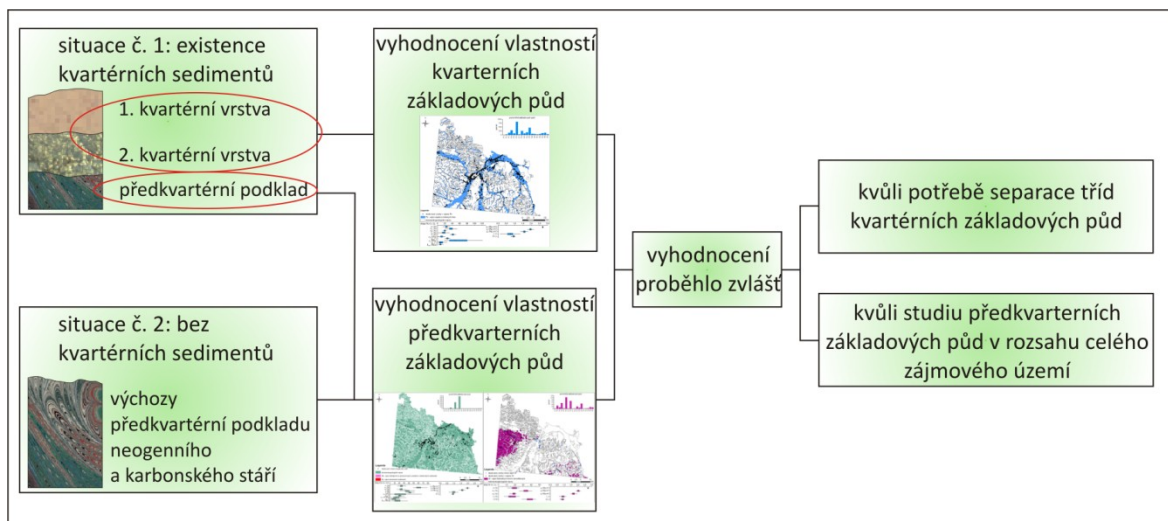 situace č. 1: existence
kvartérních sedimentů
1. kvartérní vrstva
2. kvartérní vrstva
předkvartérní podklad
situace č. 2: bez
kvartérních sedimentů
výchozy
předkvartérní podkladu
neogenního
a karbonského stáří
vyhodnocení vlastností
kvarterních
základových půd
vyhodnocení vlastností
předkvarterních
základových půd
vyhodnocení
proběhlo zvlášť
kvůli potřebě separace tříd
kvartérních základových půd
kvůli studiu předkvarterních
základových půd v rozsahu celého
zájmového území